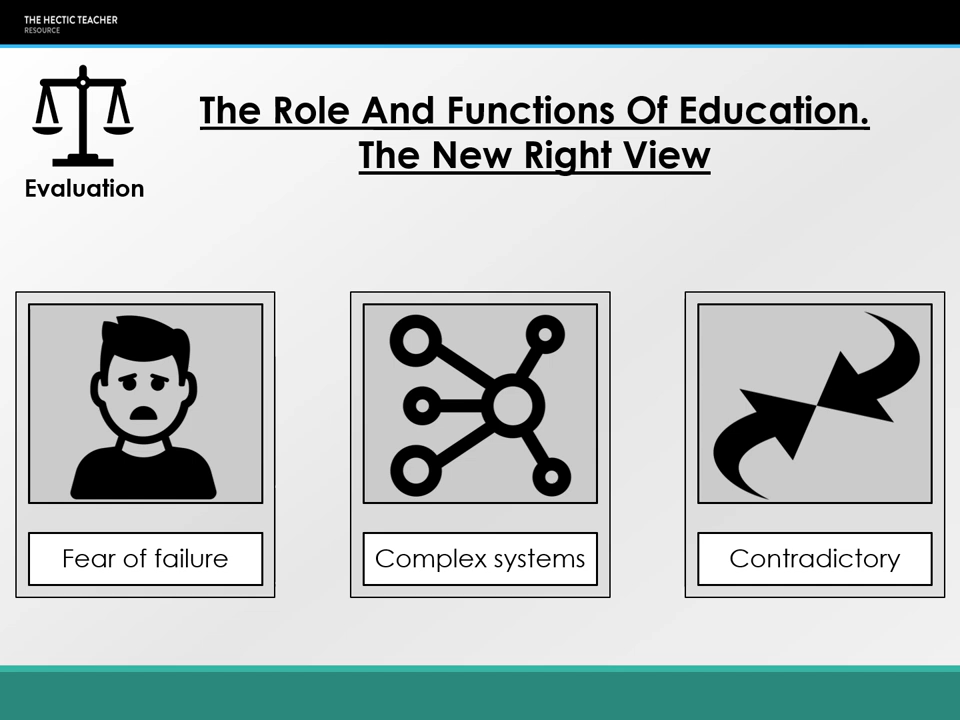 THE HECTIC TEACHER
RESOURCE
The Role And Functions Of Education.
The New Right View
Evaluation
Fear of failure
Complex systems
Contradictory